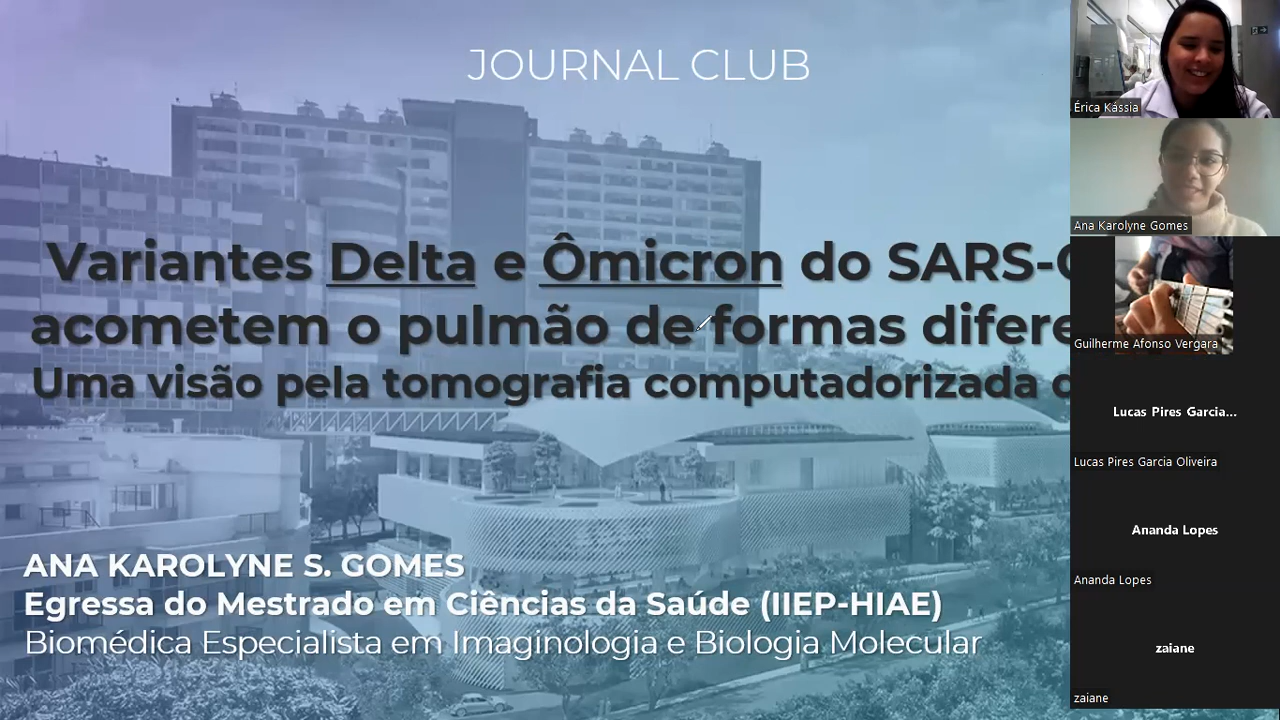 JOURNAL CLUB
Variantes Delta e Ômicron do SARS-
acometem o pulmão de formas difere
Uma visão pela tomografia computadorizada
ANA KAROLYNE S. GOMES
Egressa do Mestrado em Ciências da Saúde (IIEP-HIAE)
Biomédica Especialista em Imaginologia e Biologia Molecular
Érica Kássia
Ana Karolyne Gomes
Guilherme Afonso Vergara
Lucas Pires Garcia...
Lucas Pires Garcia Oliveira
Ananda Lopes
Ananda Lopes
zaiane
zaiane